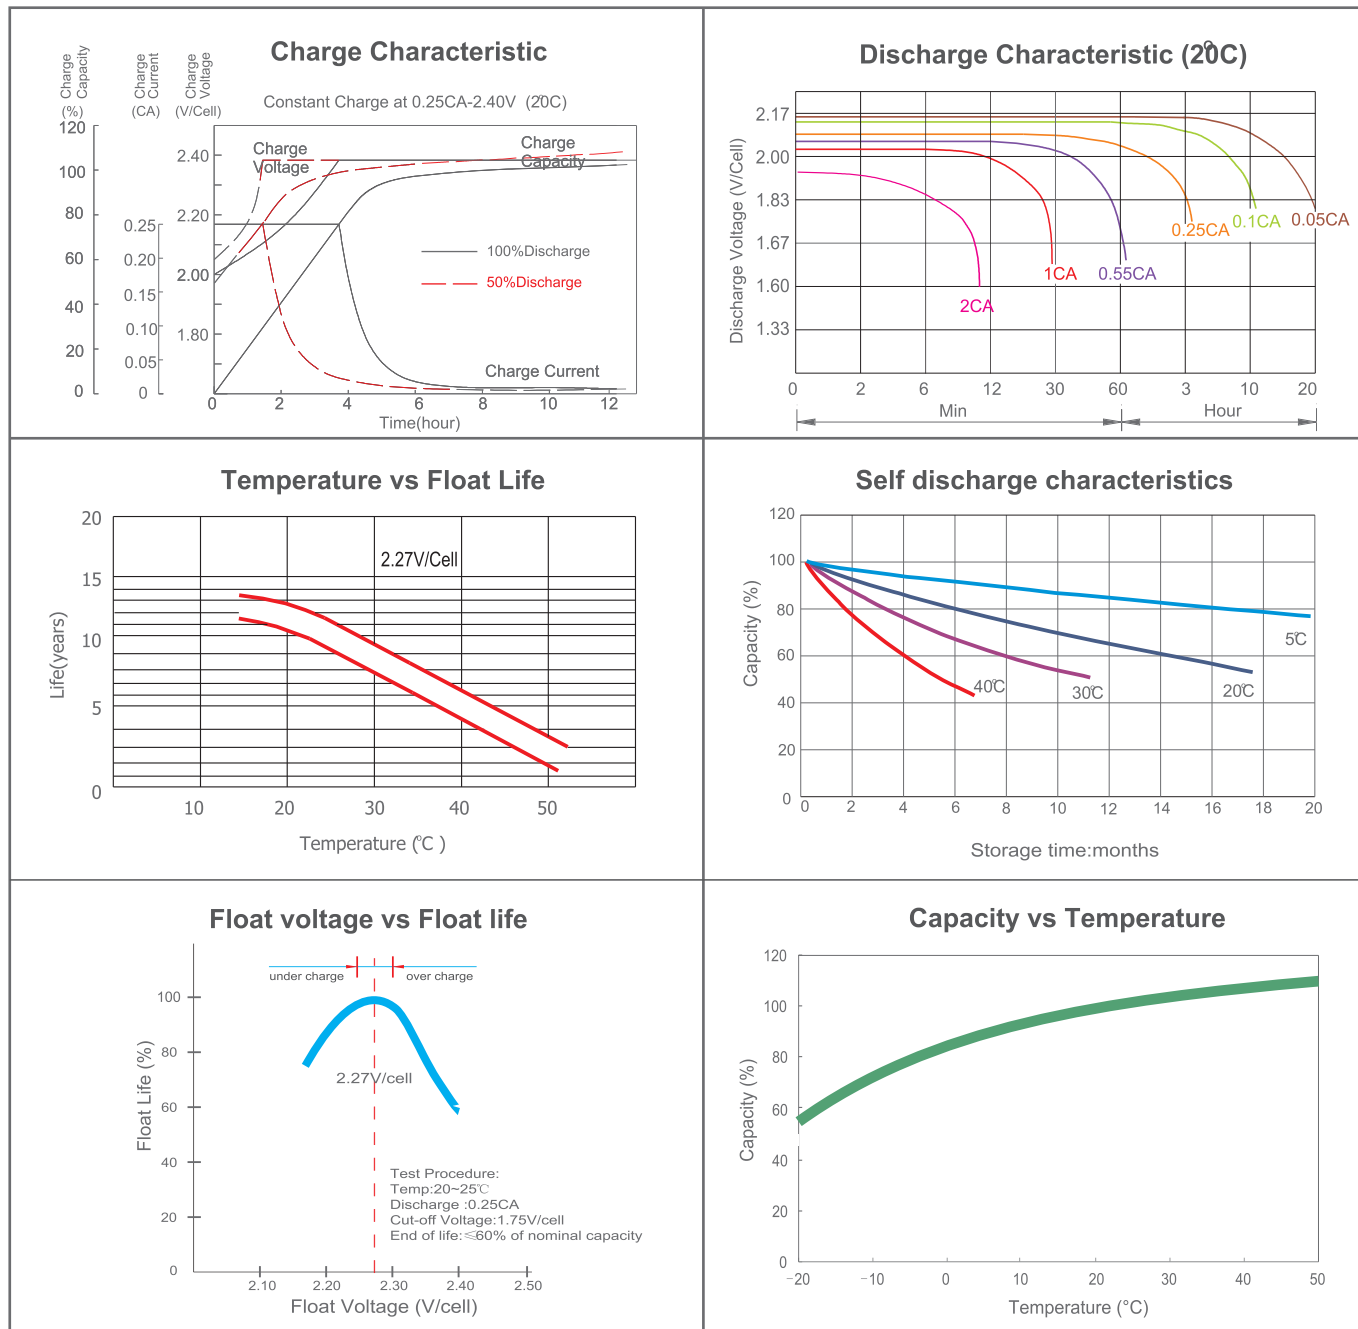 Charge Characteristic
Constant Charge at 0.25CA-2.40V (20°C)
Charge Capacity (%)
Charge Current (CA)
Charge Voltage (V/Cell)
120
100
80
60
40
20
0
0.25
0.20
0.15
0.10
0.05
0
2.40
2.20
2.00
1.80
Charge Voltage
Charge Capacity
100%Discharge
50%Discharge
Charge Current
0 2 4 6 8 10 12
Time(hour)
Discharge Characteristic (20°C)
Discharge Voltage (V/Cell)
2.17
2.00
1.83
1.67
1.60
1.33
2CA
1CA
0.55CA
0.25CA
0.1CA
0.05CA
0 2 6 12 30 60 3 10 20
Min Hour
Temperature vs Float Life
Life(years)
20
15
10
5
0
2.27V/Cell
10 20 30 40 50
Temperature (°C )
Self discharge characteristics
Capacity (%)
120
100
80
60
40
20
0
5°C
40°C
30°C
20°C
0 2 4 6 8 10 12 14 16 18 20
Storage time:months
Float voltage vs Float life
under charge
over charge
Float Life (%)
100
80
60
40
20
0
2.27V/cell
Test Procedure:
Temp:20~25℃
Discharge :0.25CA
Cut-off Voltage:1.75V/cell
End of life:≤60% of nominal capacity
2.10 2.20 2.30 2.40 2.50
Float Voltage (V/cell)
Capacity vs Temperature
Capacity (%)
120
100
80
60
40
20
0
−20 −10 0 10 20 30 40 50
Temperature (°C)